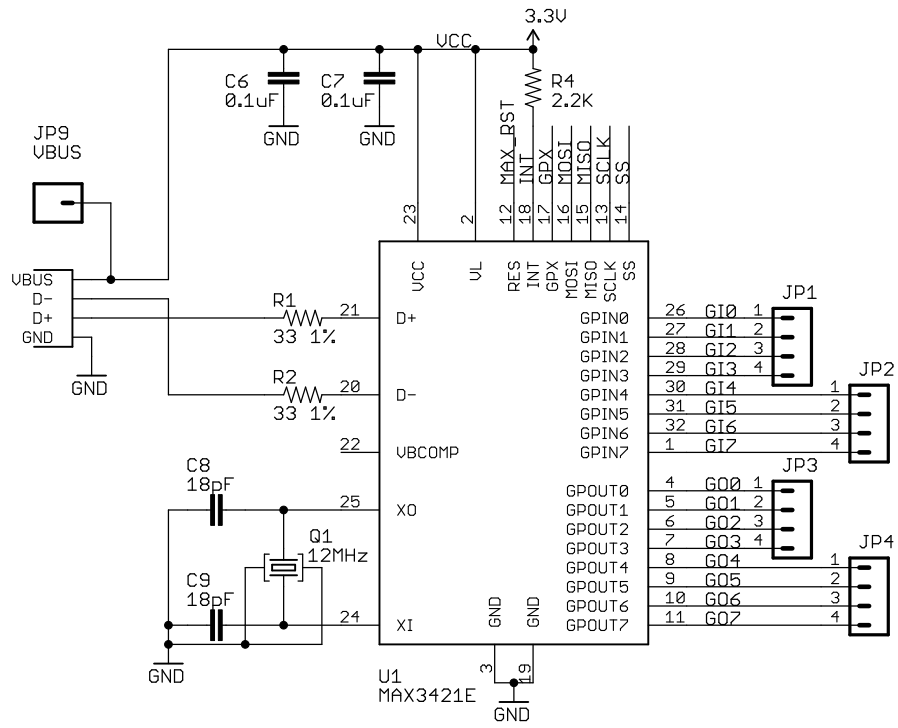 3.3V
VCC
C6
0.1uF
C7
0.1uF
R4
2.2K
GND
GND
JP9
VBUS
MAX_RST
INT
GPX
MOSI
MISO
SCLK
SS
23
2
12
18
17
16
15
13
14
VCC
VL
RES
INT
GPX
MOSI
MISO
SCLK
SS
VBUS
D-
D+
GND
GND
R1
33 1%
21
D+
R2
33 1%
20
D-
22
VBCOMP
C8
18pF
25
XO
Q1
12MHz
C9
18pF
24
XI
GND
GPIN0 26 GI0 1
GPIN1 27 GI1 2
GPIN2 28 GI2 3
GPIN3 29 GI3 4
JP1
GPIN4 30 GI4 1
GPIN5 31 GI5 2
GPIN6 32 GI6 3
GPIN7 1 GI7 4
JP2
GPOUT0 4 GO0 1
GPOUT1 5 GO1 2
GPOUT2 6 GO2 3
GPOUT3 7 GO3 4
JP3
GPOUT4 8 GO4 1
GPOUT5 9 GO5 2
GPOUT6 10 GO6 3
GPOUT7 11 GO7 4
JP4
GND
GND
3
19
GND
U1
MAX3421E